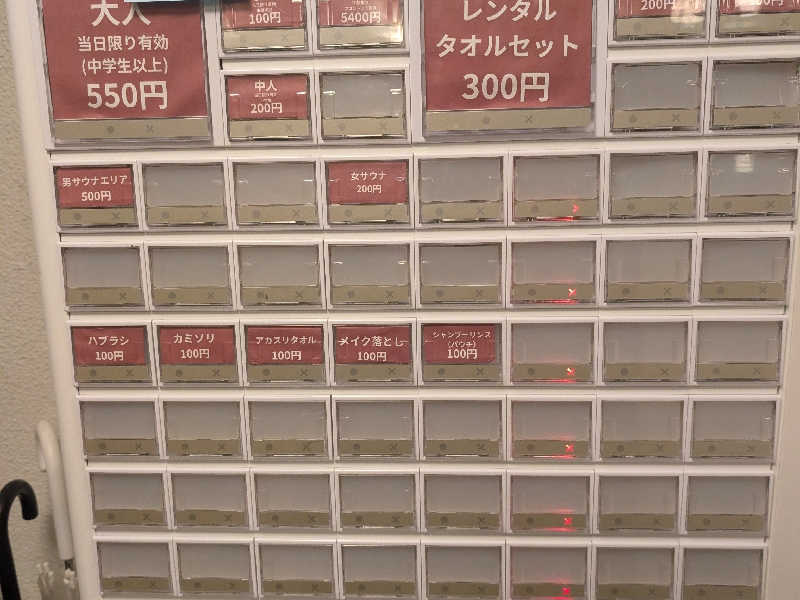 大人
当日限り有効
(中学生以上)
550円
100円
5400円
レンタル
タオルセット
300円
200円
中人
200円
男サウナエリア
500円
女サウナ
200円
ハブラシ
100円
カミソリ
100円
アカスリタオル
100円
メイク落とし
100円
シャンプーリンス
(パウチ)
100円